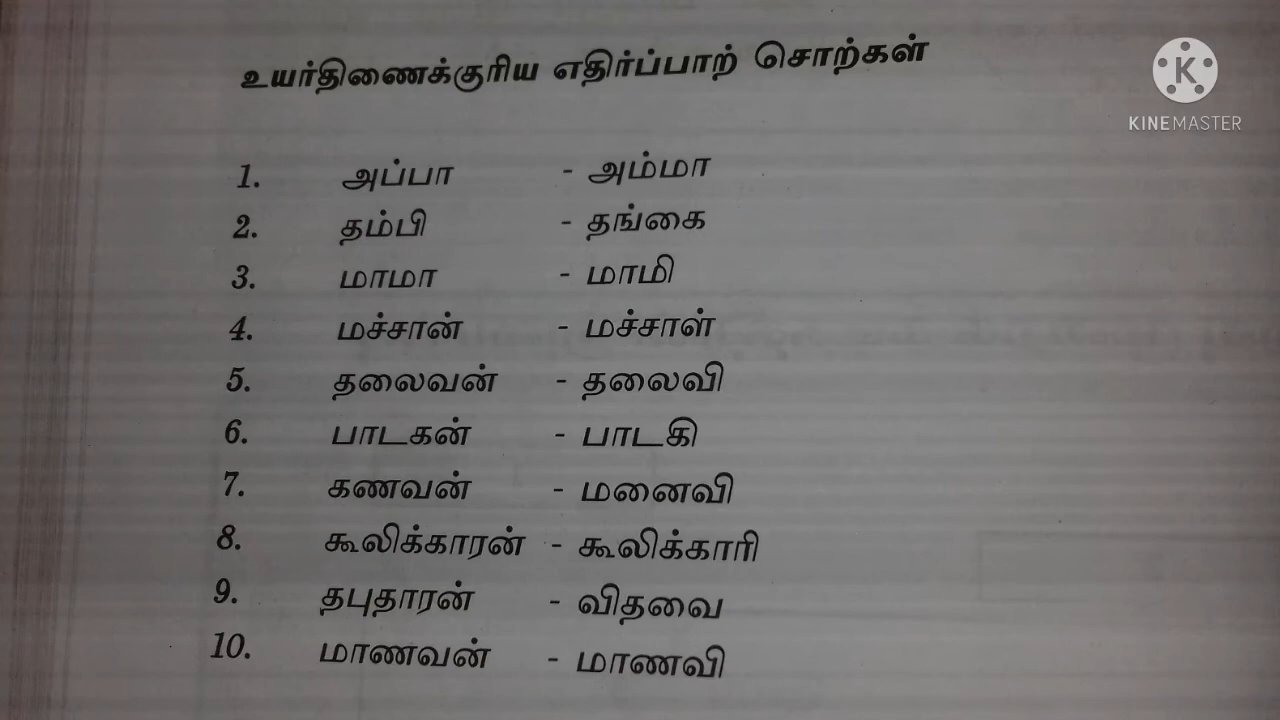 உயர்திணைக்குரிய எதிர்ப்பாற் சொற்கள்
K
KINEMASTER
1. அப்பா - அம்மா
2. தம்பி - தங்கை
3. மாமா - மாமி
4. மச்சான் - மச்சாள்
5. தலைவன் - தலைவி
6. பாடகன் - பாடகி
7. கணவன் - மனைவி
8. கூலிக்காரன் - கூலிக்காரி
9. தபுதாரன் - விதவை
10. மாணவன் - மாணவி